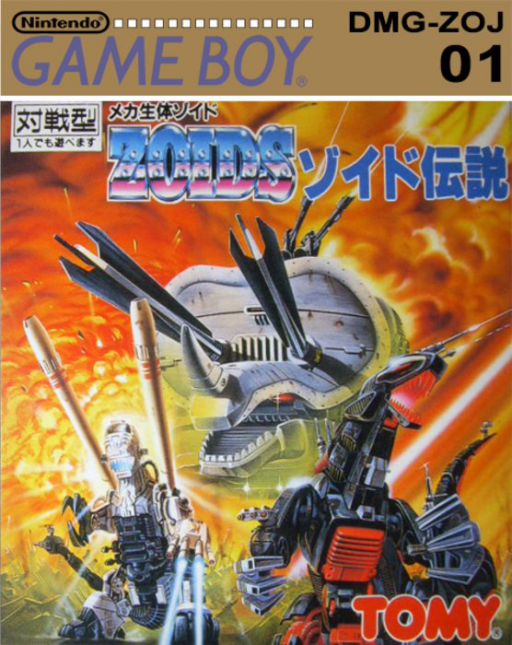 Nintendo
GAME BOY®
DMG-ZOJ
01
対戦型
1人でも遊べます
メカ生体ゾイド
ZOIDS ゾイド伝説
TOMY®